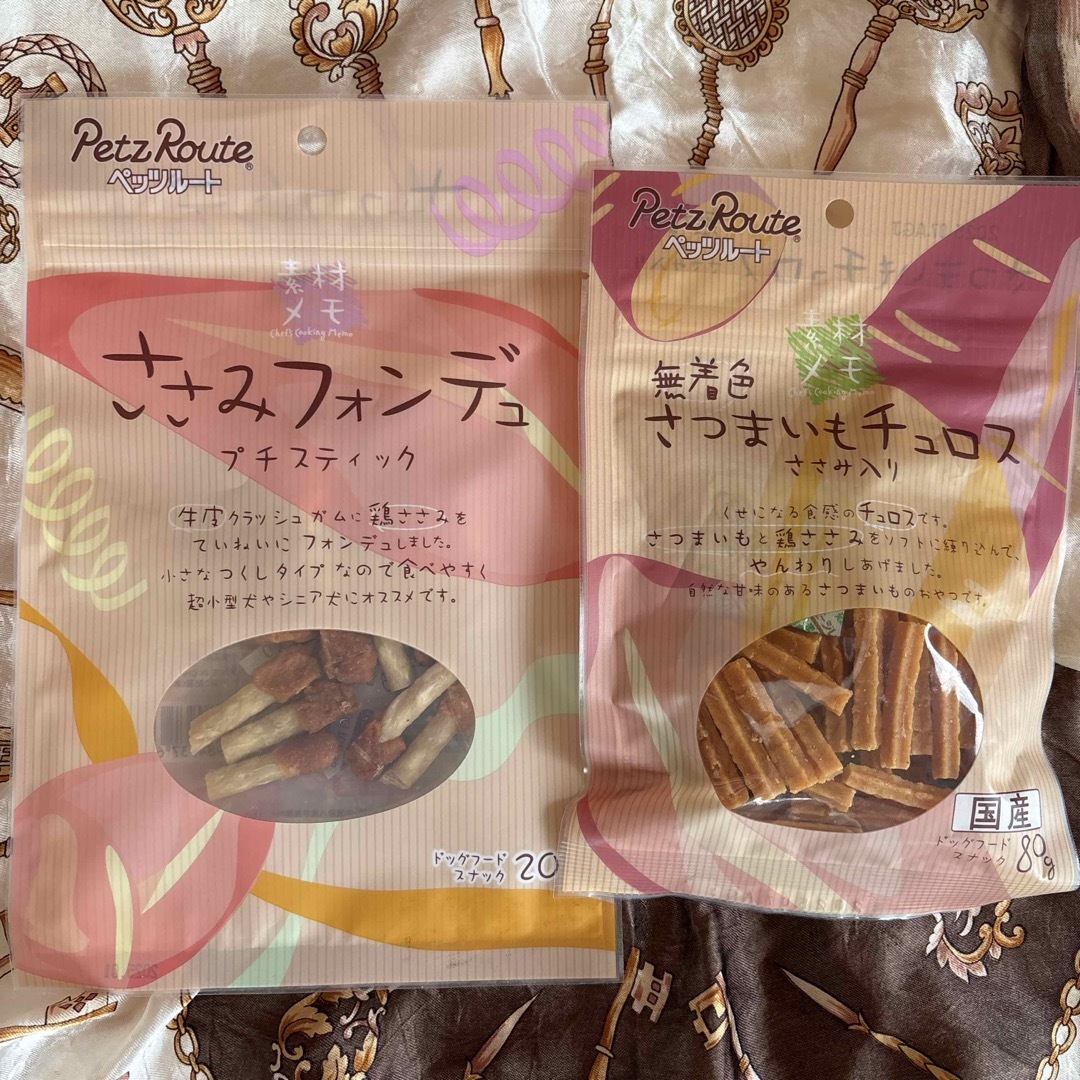 Petz Route®
ペッツルート
素材
メモ
Chef's Cooking Memo
ささみフォンデュ
プチスティック
牛皮クラッシュガムに鶏ささみを
ていねいにフォンデュしました。
小さなつくしタイプなので食べやすく
超小型犬やシニア犬にオススメです。
ドッグフード
スナック 20
Petz Route®
ペッツルート
素材
メモ
Chef's Cooking Memo
無着色
さつまいもチュロス
ささみ入り
くせになる食感のチュロスです。
さつまいもと鶏ささみをソフトに練り込んで、
やんわりしあげました。
自然な甘味のあるさつまいものおやつです。
国産
ドッグフード
スナック 80g